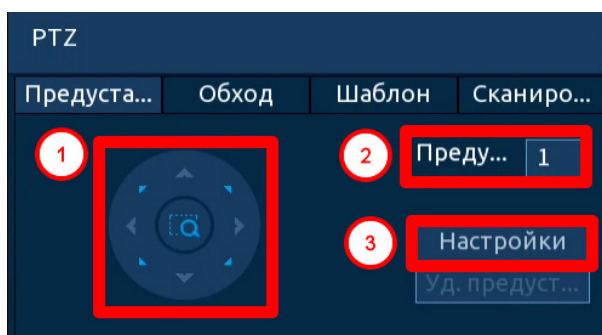 PTZ
Предуста... Обход Шаблон Сканиро...
1 2 Преду... 1
3 Настройки
Уд. предуст...